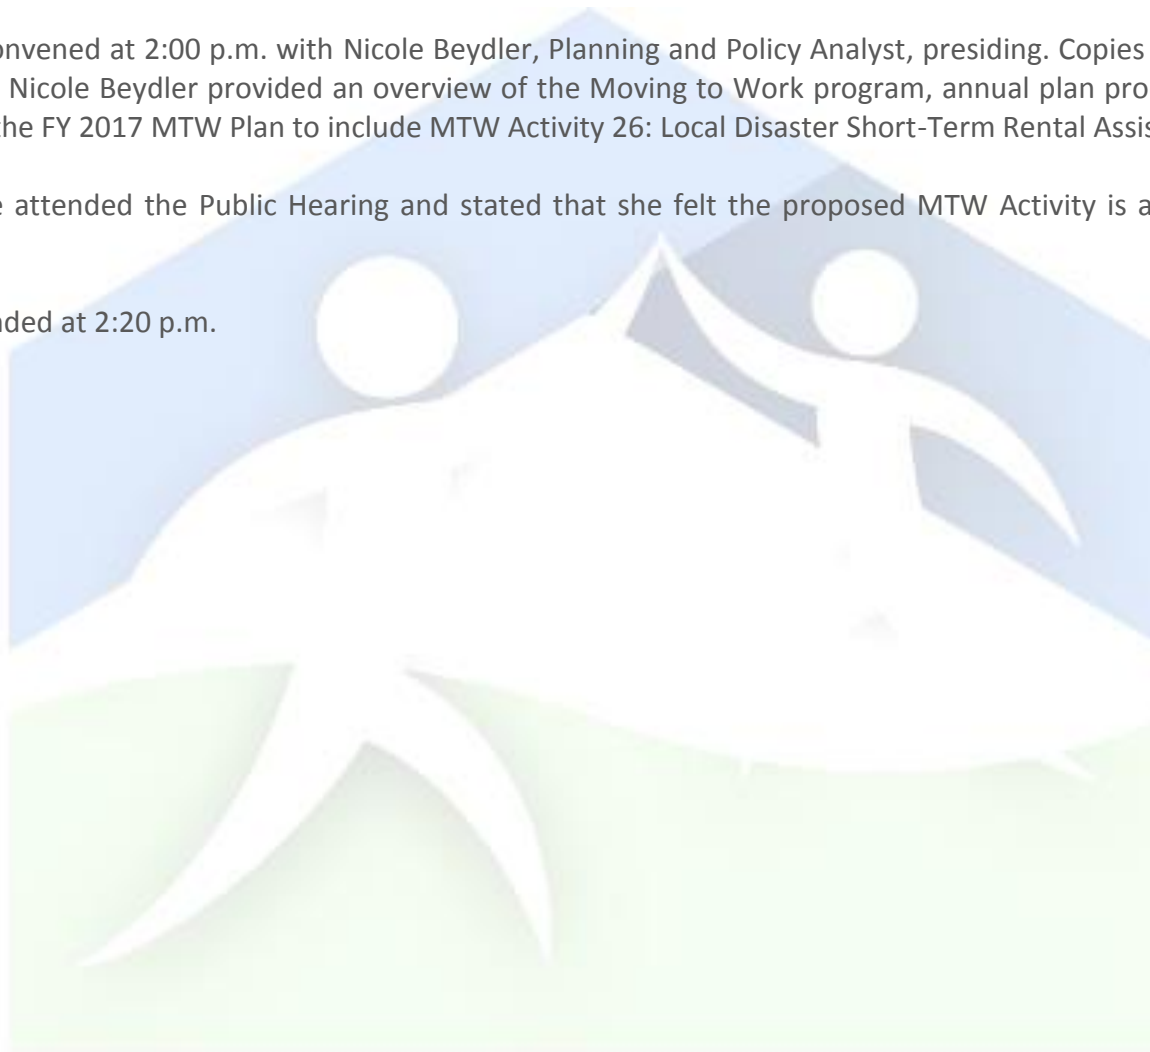 onvened at 2:00 p.m. with Nicole Beydler, Planning and Policy Analyst, presiding. Copies
Nicole Beydler provided an overview of the Moving to Work program, annual plan pro
the FY 2017 MTW Plan to include MTW Activity 26: Local Disaster Short-Term Rental Assis
e attended the Public Hearing and stated that she felt the proposed MTW Activity is a
nded at 2:20 p.m.